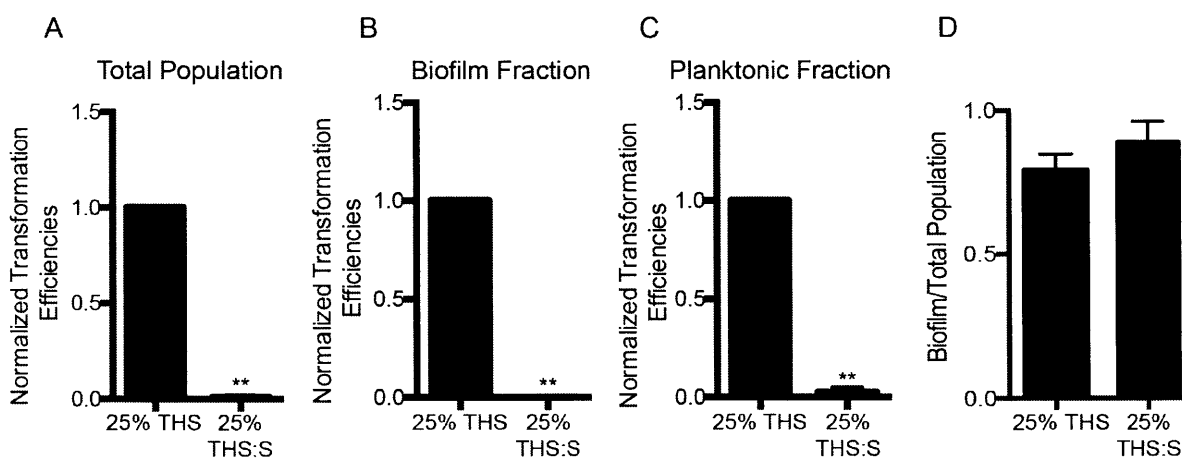 A
Total Population
Normalized Transformation
Efficiencies
1.5
1.0
0.5
0.0
**
25% THS
25%
THS:S
B
Biofilm Fraction
Normalized Transformation
Efficiencies
1.5
1.0
0.5
0.0
**
25% THS
25%
THS:S
C
Planktonic Fraction
Normalized Transformation
Efficiencies
1.5
1.0
0.5
0.0
**
25% THS
25%
THS:S
D
Biofilm/Total Population
1.0
0.5
0.0
25% THS
25%
THS:S